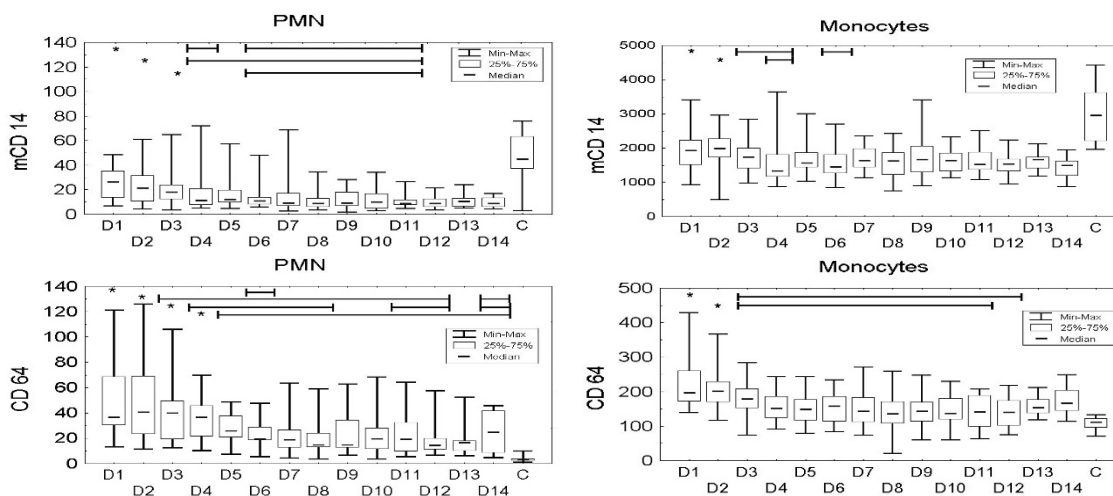 PMN
140
120
100
80
60
40
20
0
mCD 14
* * *
Min-Max
25%-75%
Median
D1 D3 D5 D7 D9 D11 D13 C
D2 D4 D6 D8 D10 D12 D14
Monocytes
5000
4000
3000
2000
1000
0
mCD 14
* *
Min-Max
25%-75%
Median
D1 D3 D5 D7 D9 D11 D13 C
D2 D4 D6 D8 D10 D12 D14
PMN
140
120
100
80
60
40
20
0
CD 64
* * * *
Min-Max
25%-75%
Median
D1 D3 D5 D7 D9 D11 D13 C
D2 D4 D6 D8 D10 D12 D14
Monocytes
500
400
300
200
100
0
CD 64
* *
Min-Max
25%-75%
Median
D1 D3 D5 D7 D9 D11 D13 C
D2 D4 D6 D8 D10 D12 D14